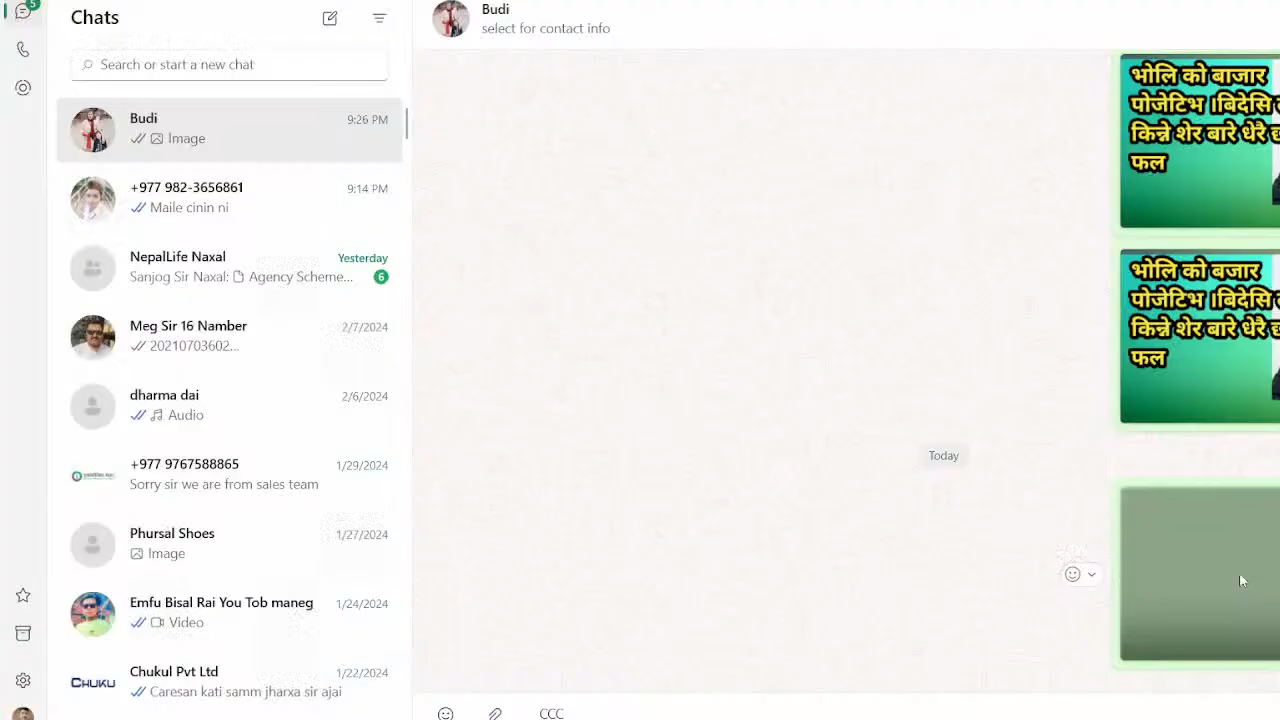 5
Chats
Search or start a new chat
Budi
9:26 PM
Image
+977 982-3656861
9:14 PM
Maile cinin ni
NepalLife Naxal
Yesterday
Sanjog Sir Naxal: Agency Scheme...
6
Meg Sir 16 Namber
2/7/2024
20210703602...
dharma dai
2/6/2024
Audio
+977 9767588865
1/29/2024
Sorry sir we are from sales team
Phursal Shoes
1/27/2024
Image
Emfu Bisal Rai You Tob maneg
1/24/2024
Video
Chukul Pvt Ltd
1/22/2024
CHUKU
Caresan kati samm jharxa sir ajai
Budi
select for contact info
भोलि को बाजार
पोजेटिभ ।बिदेसि
किन्ने शेर बारे धेरै
फल
भोलि को बजार
पोजेटिभ ।बिदेसि
किन्ने शेर बारे धेरै
फल
Today
CCC